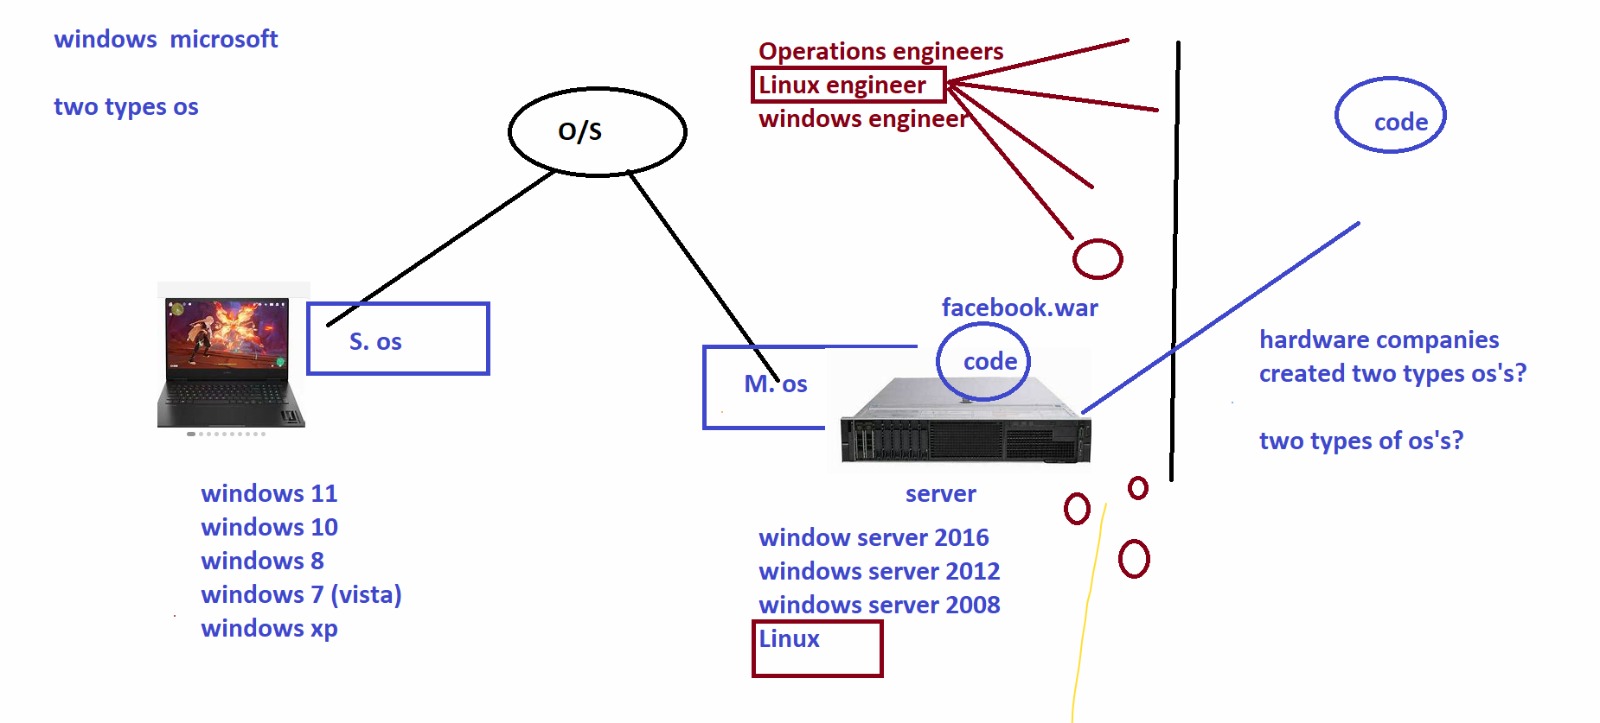 windows  microsoft
two types os
O/S
Operations engineers
Linux engineer
windows engineer
code
S. os
M. os
facebook.war
code
hardware companies
created two types os's?
two types of os's?
windows 11
windows 10
windows 8
windows 7 (vista)
windows xp
server
window server 2016
windows server 2012
windows server 2008
Linux